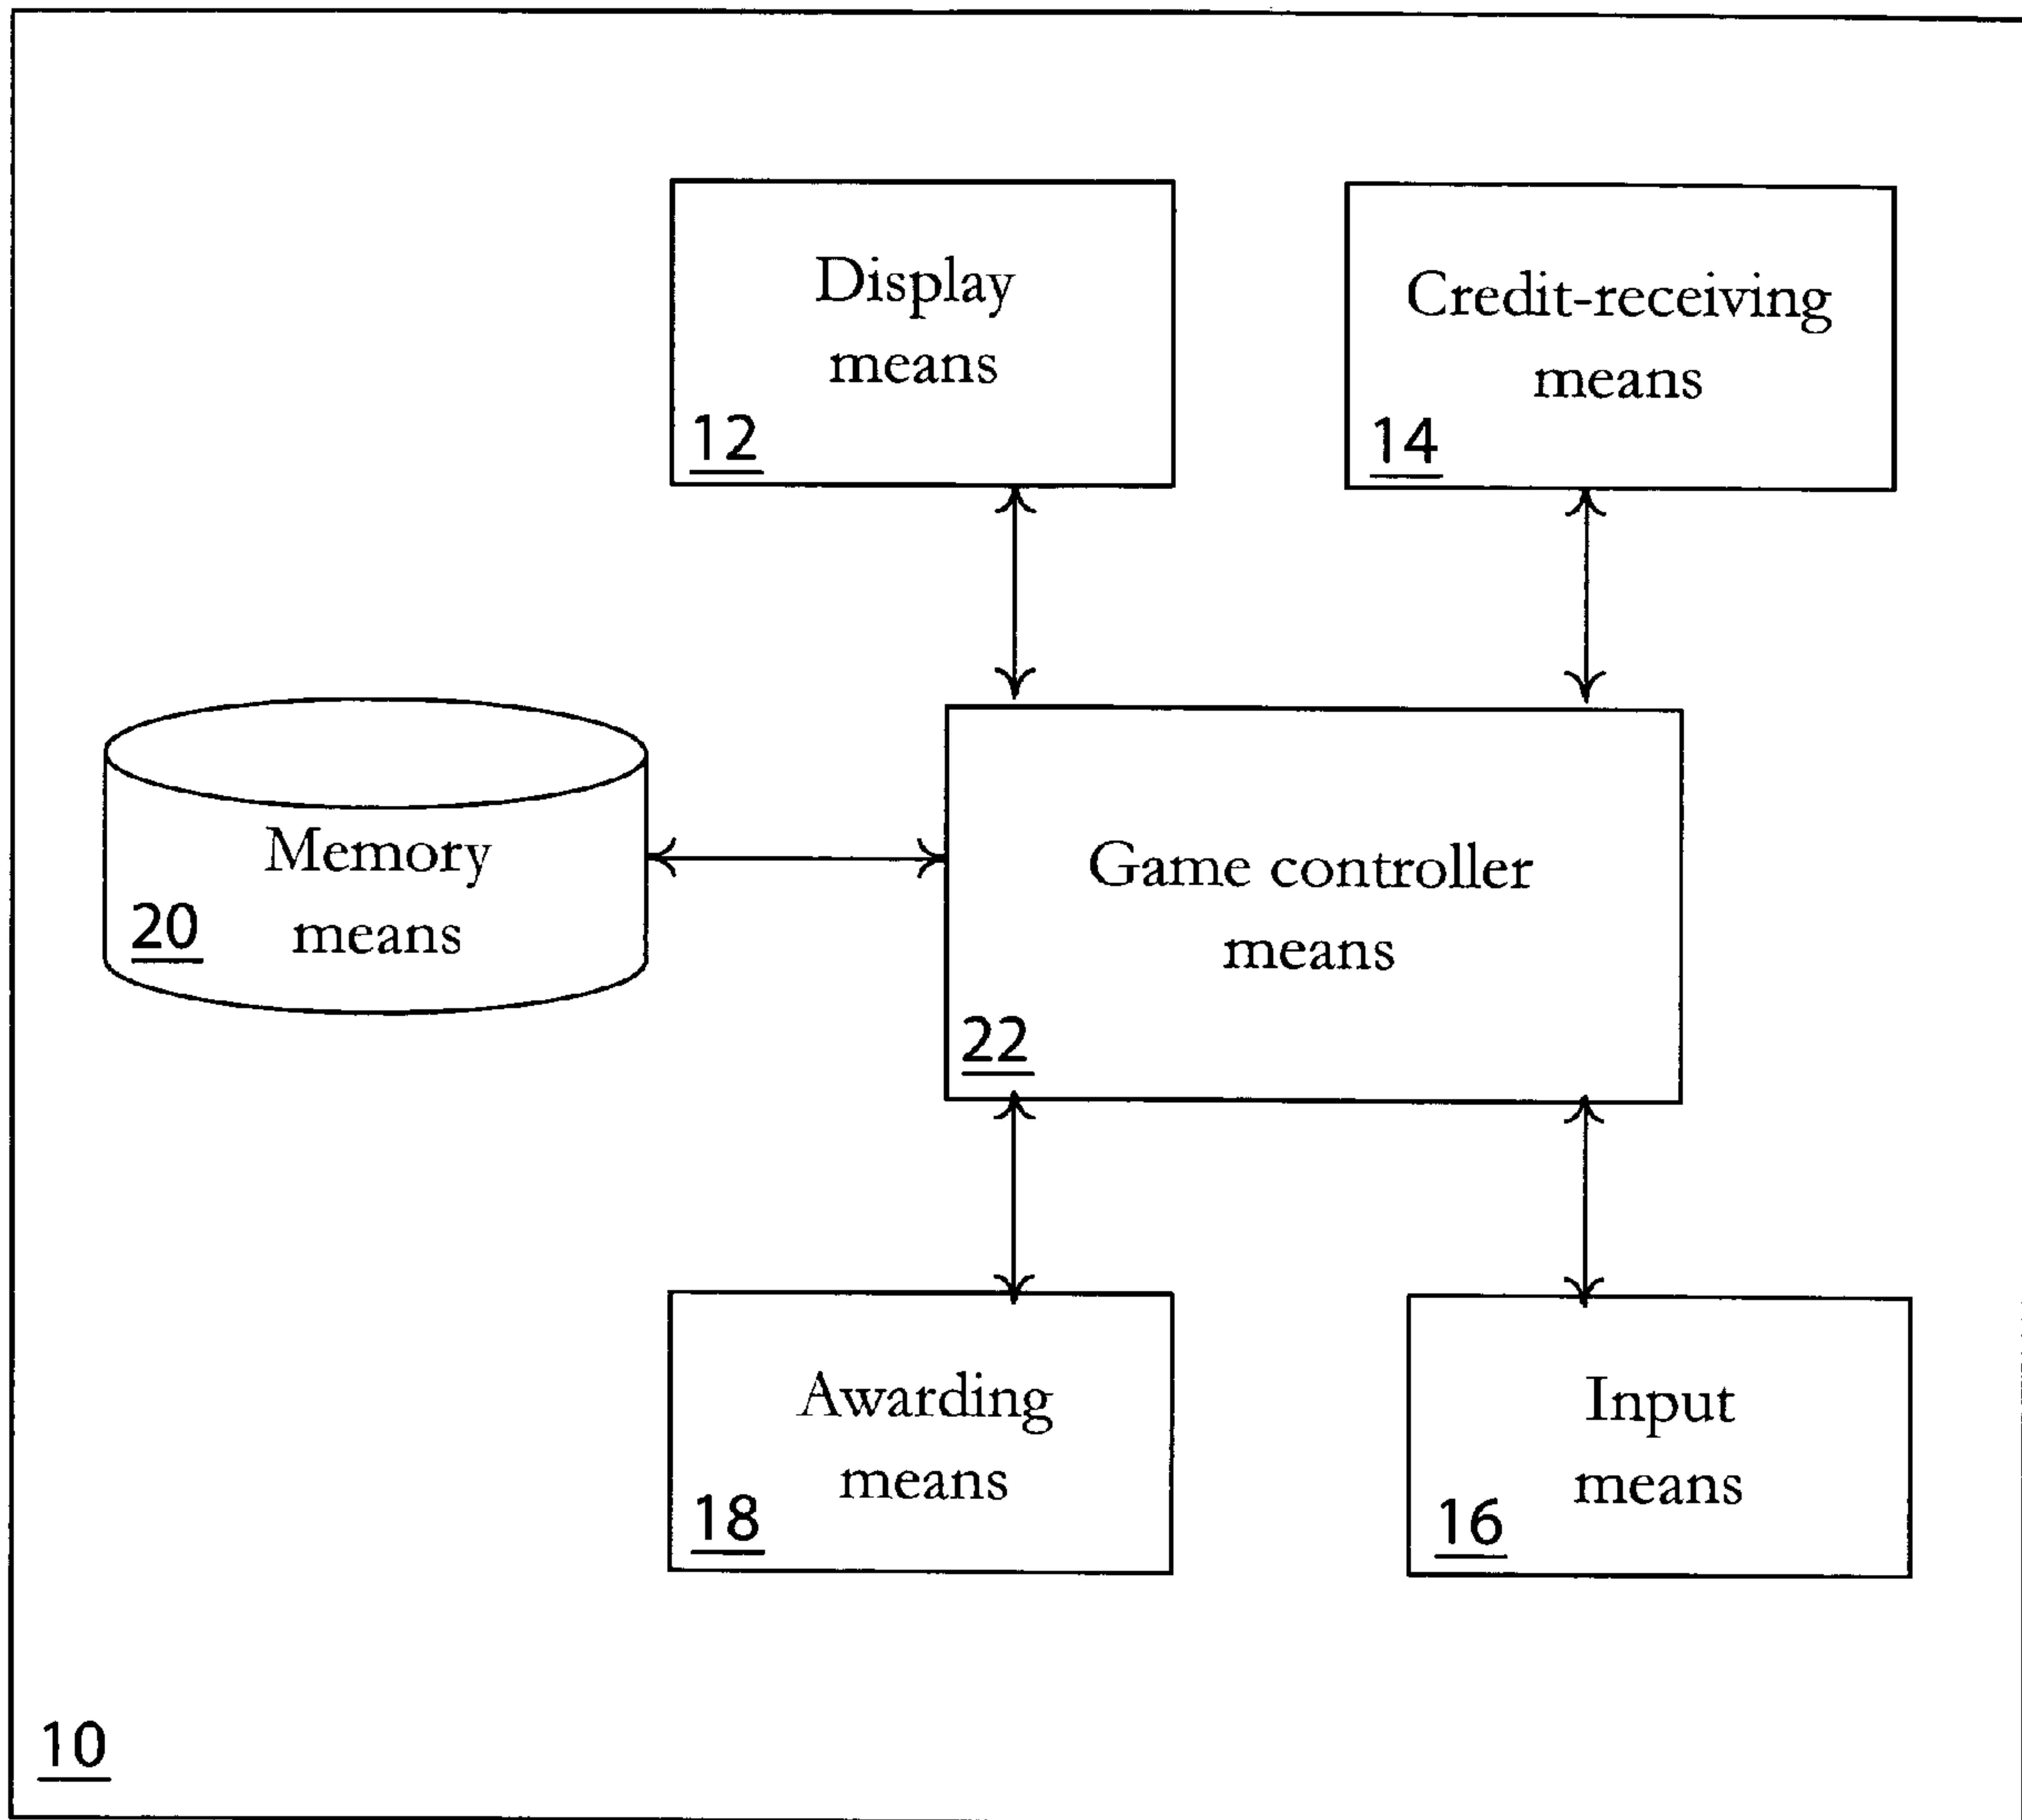 Display
means
12
Credit-receiving
means
14
Memory
means
20
Game controller
means
22
Awarding
means
18
Input
means
16
10